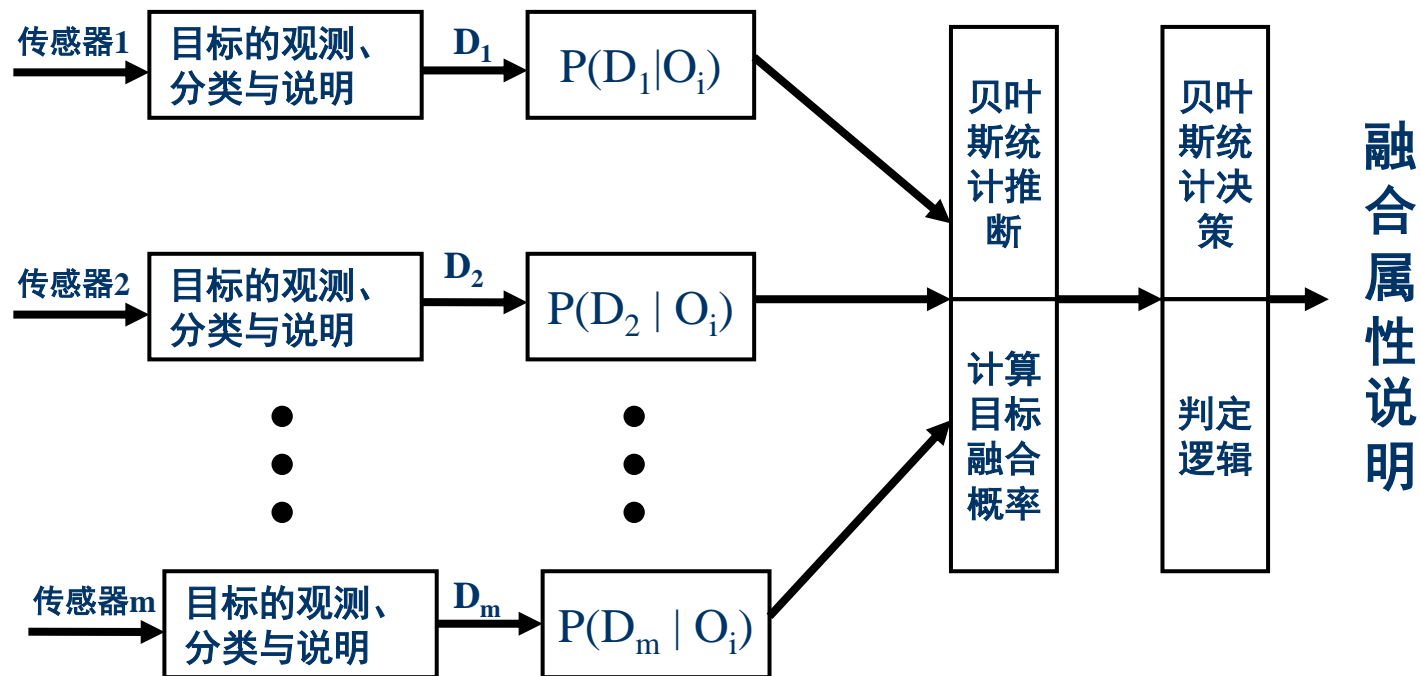 传感器1
目标的观测、
分类与说明
D₁
P(D₁|Oᵢ)
传感器2
目标的观测、
分类与说明
D₂
P(D₂ | Oᵢ)
传感器m
目标的观测、
分类与说明
Dₘ
P(Dₘ | Oᵢ)
贝叶
斯统
计推
断
计算
目标
融合
概率
贝叶
斯统
计决
策
判定
逻辑
融
合
属
性
说
明